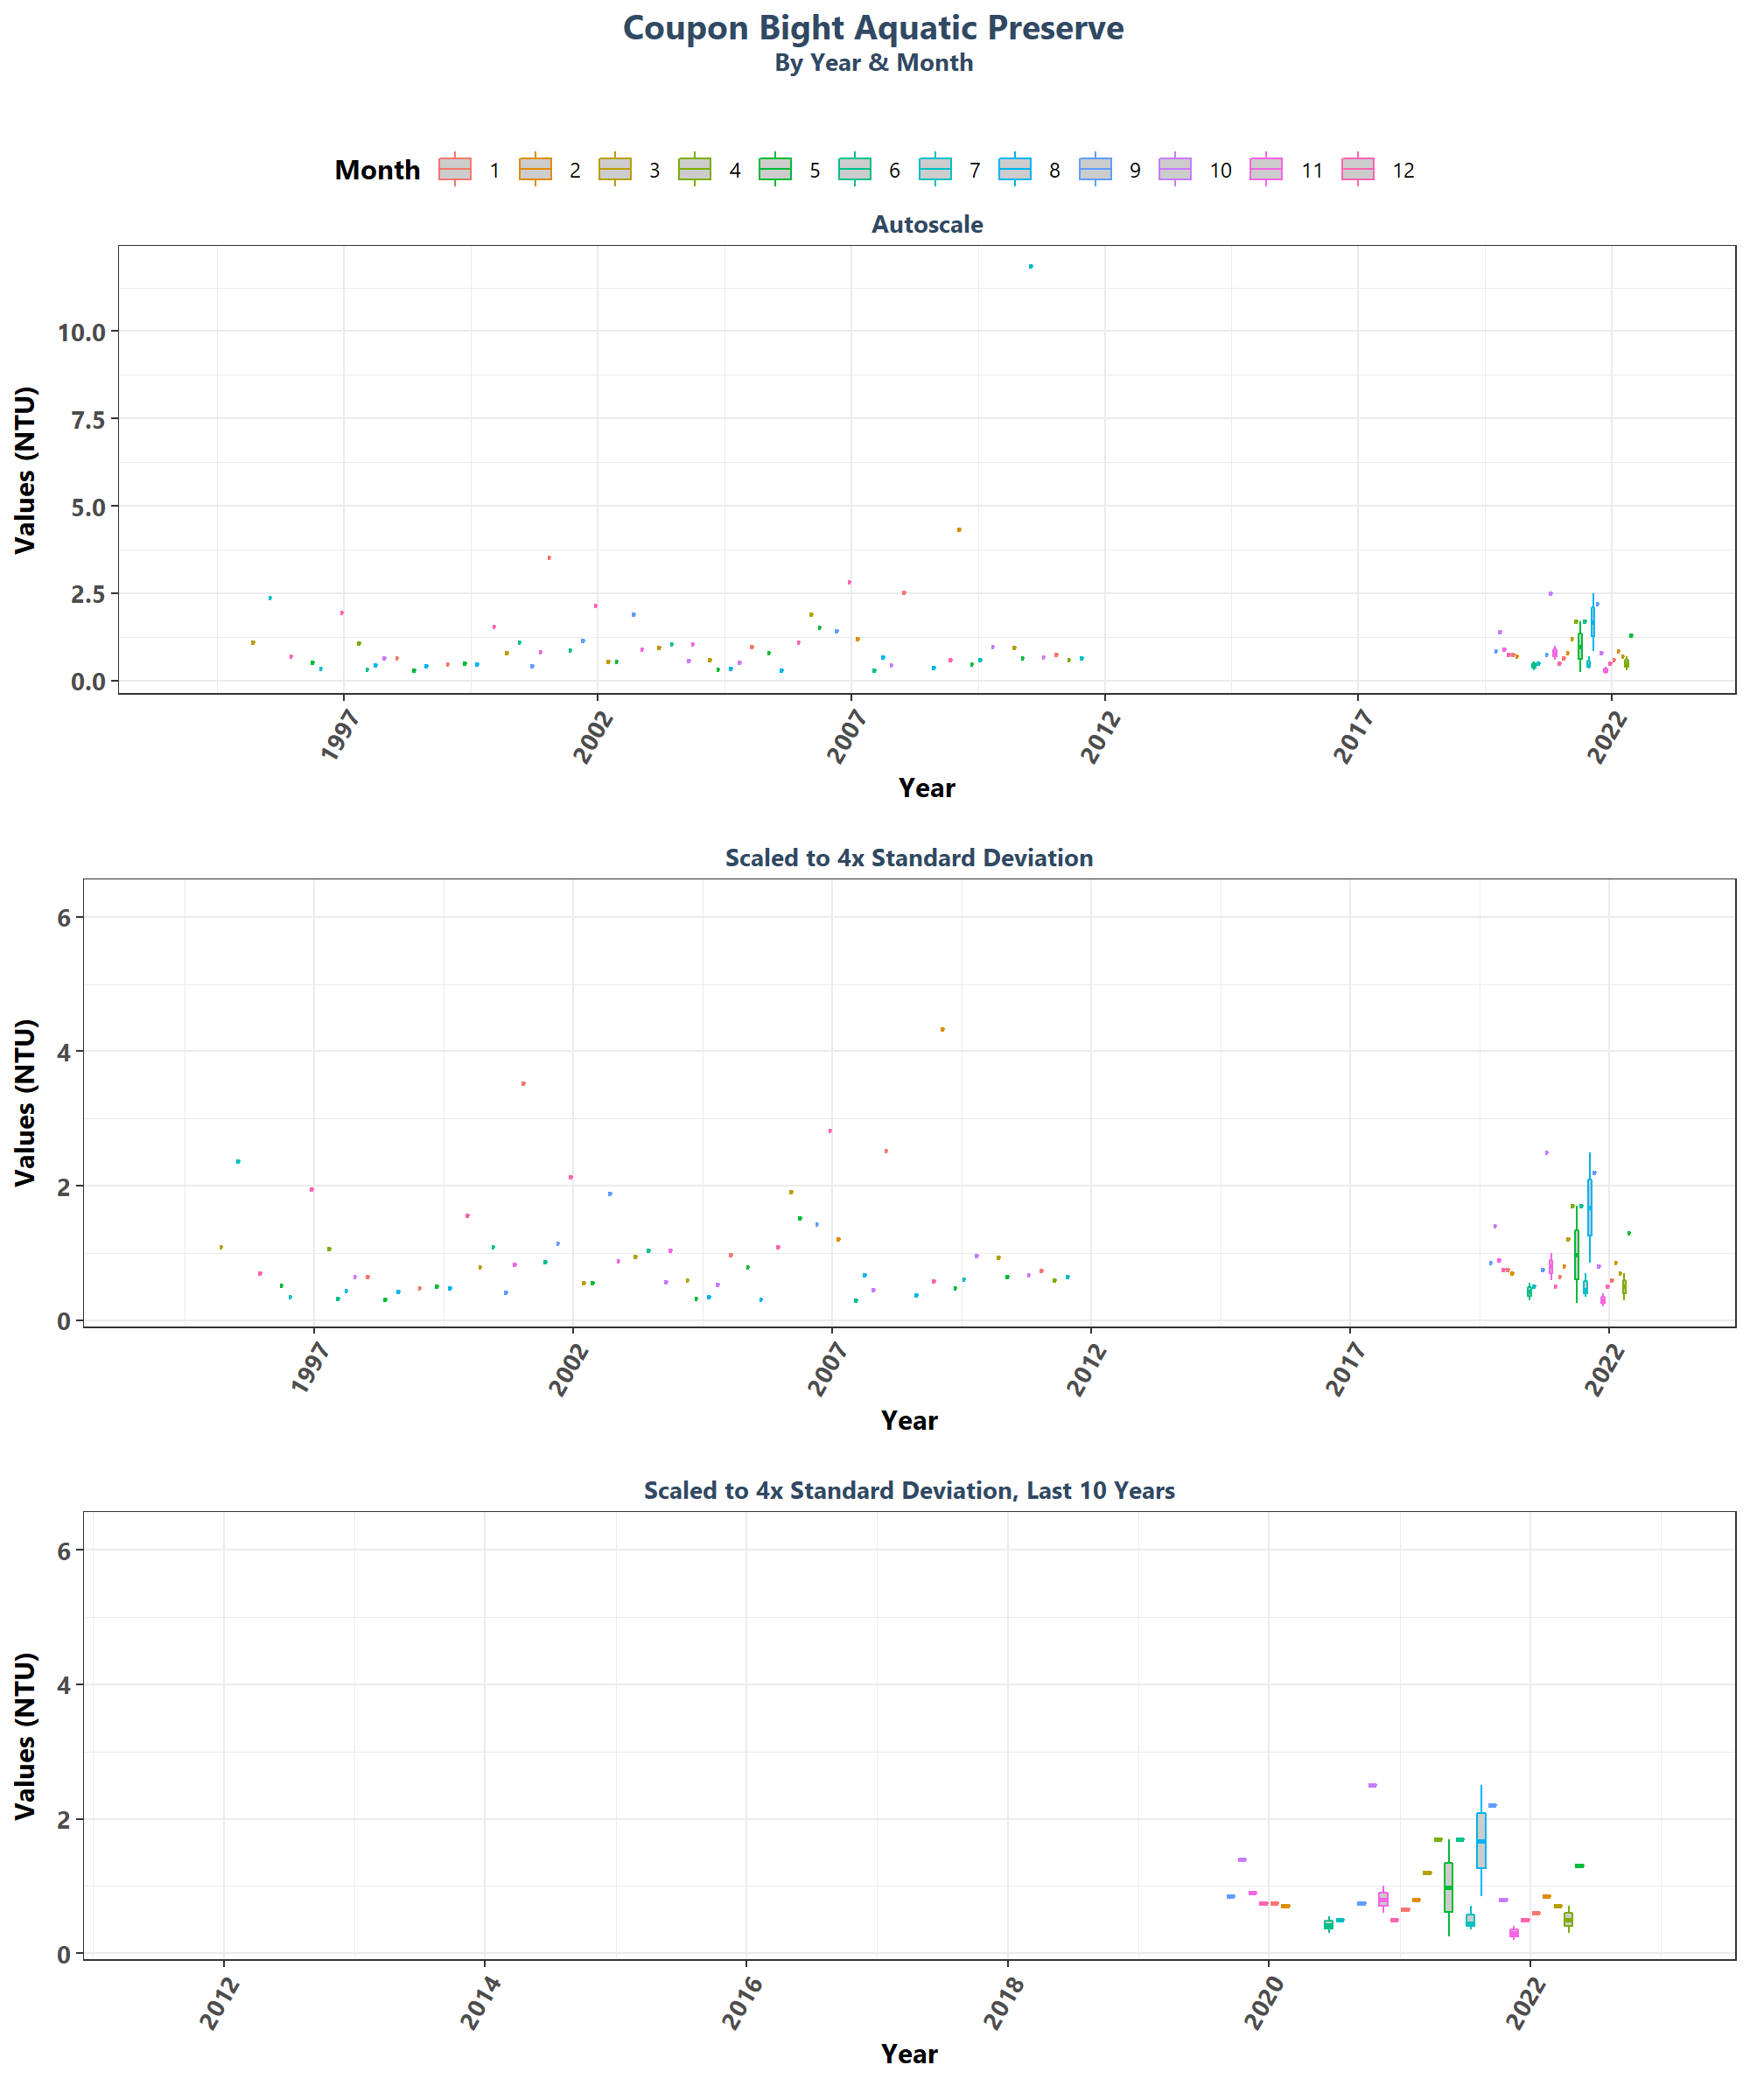 Coupon Bight Aquatic Preserve
By Year & Month
Month 1 2 3 4 5 6 7 8 9 10 11 12
Autoscale
Values (NTU)
10.0
7.5
5.0
2.5
0.0
1997 2002 2007 2012 2017 2022
Year
Scaled to 4x Standard Deviation
Values (NTU)
6
4
2
0
1997 2002 2007 2012 2017 2022
Year
Scaled to 4x Standard Deviation, Last 10 Years
Values (NTU)
6
4
2
0
2012 2014 2016 2018 2020 2022
Year